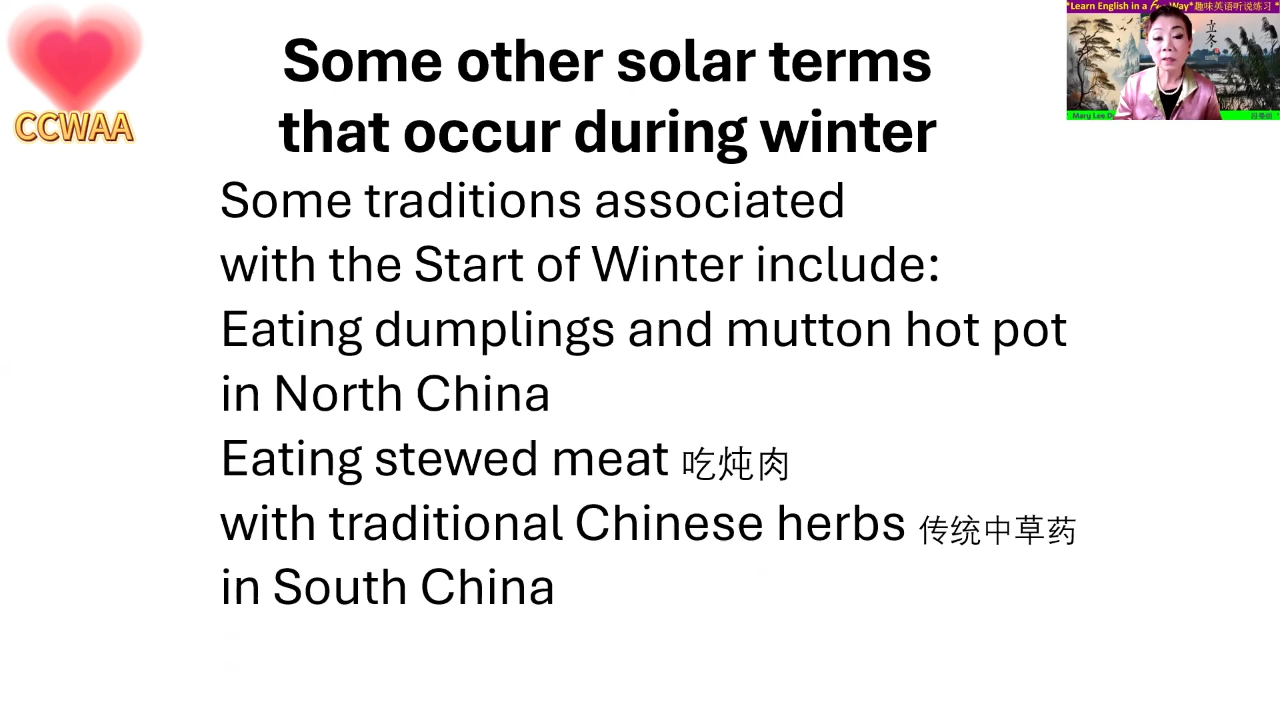 CCWAA
Some other solar terms
that occur during winter
Some traditions associated
with the Start of Winter include:
Eating dumplings and mutton hot pot
in North China
Eating stewed meat 吃炖肉
with traditional Chinese herbs 传统中草药
in South China
*Learn English in a Fun Way*趣味英语听说练习 *
立冬
* Mary Lee D